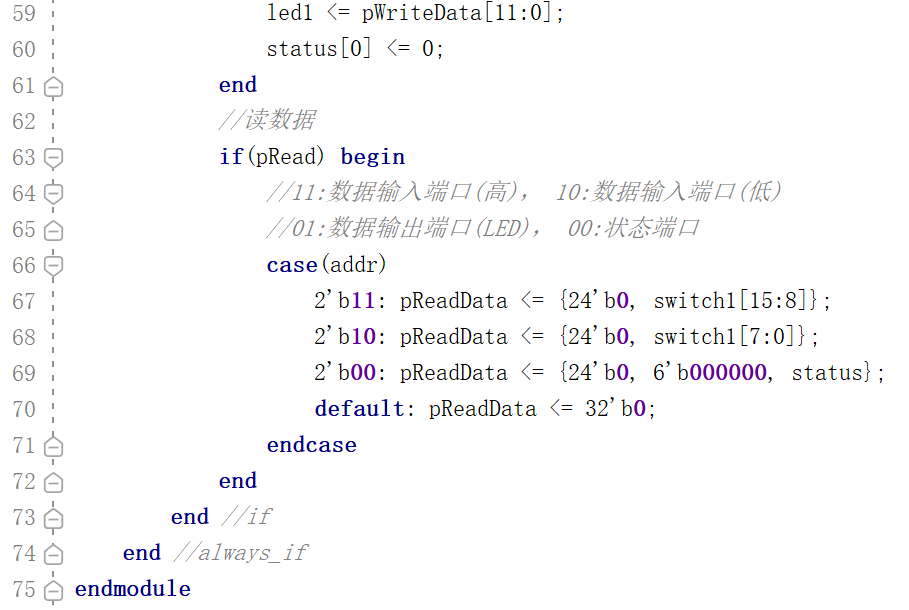 59 led1 <= pWriteData[11:0];
60 status[0] <= 0;
61 end
62 //读数据
63 if(pRead) begin
64 //11:数据输入端口(高), 10:数据输入端口(低)
65 //01:数据输出端口(LED), 00:状态端口
66 case(addr)
67 2'b11: pReadData <= {24'b0, switch1[15:8]};
68 2'b10: pReadData <= {24'b0, switch1[7:0]};
69 2'b00: pReadData <= {24'b0, 6'b000000, status};
70 default: pReadData <= 32'b0;
71 endcase
72 end
73 end //if
74 end //always_if
75 endmodule